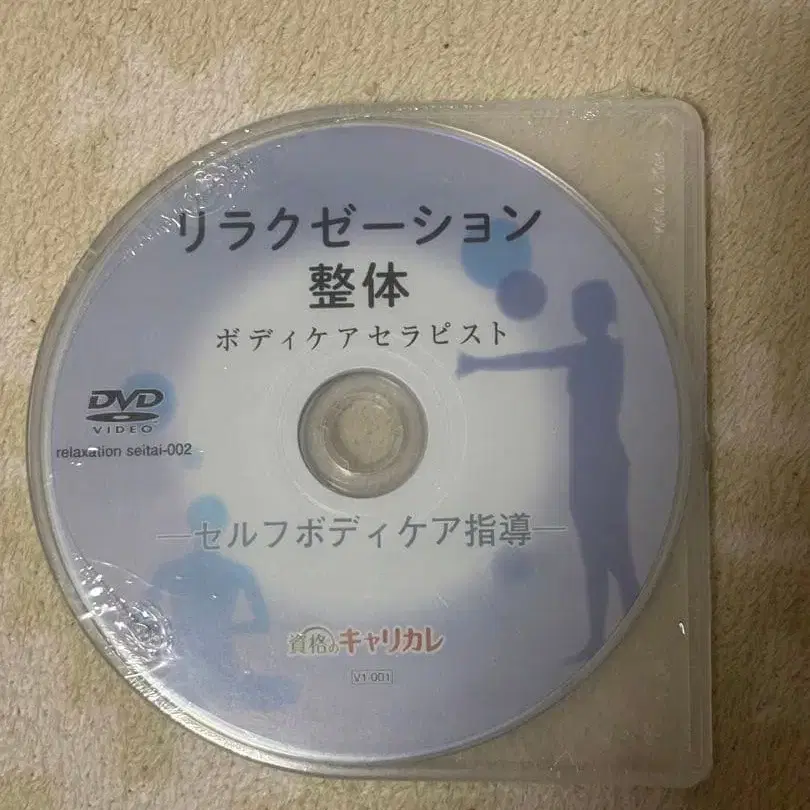 リラクゼーション
整体
ボディケアセラピスト
DVD
VIDEO
relaxation seitai-002
―セルフボディケア指導―
資格のキャリカレ
V1-001